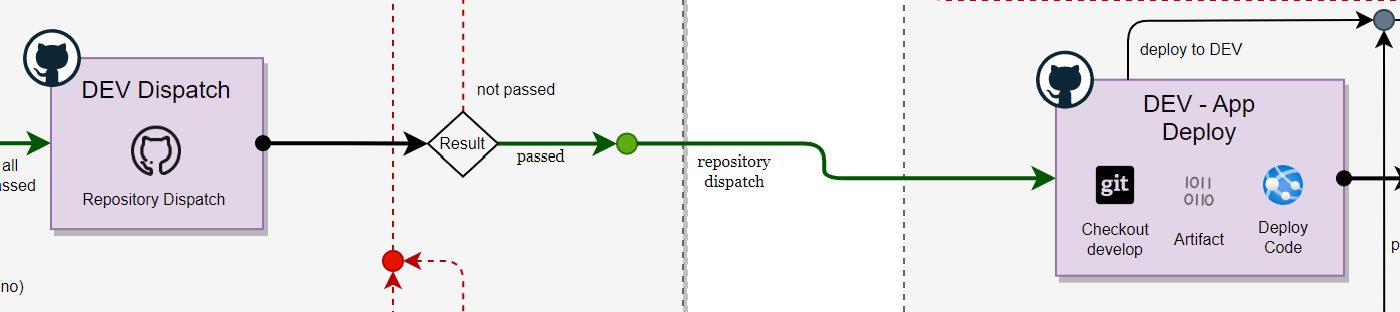 all
assed
no)
DEV Dispatch
Repository Dispatch
not passed
Result
passed
repository
dispatch
deploy to DEV
DEV - App
Deploy
git
1011
0110
Checkout
develop
Artifact
Deploy
Code
p